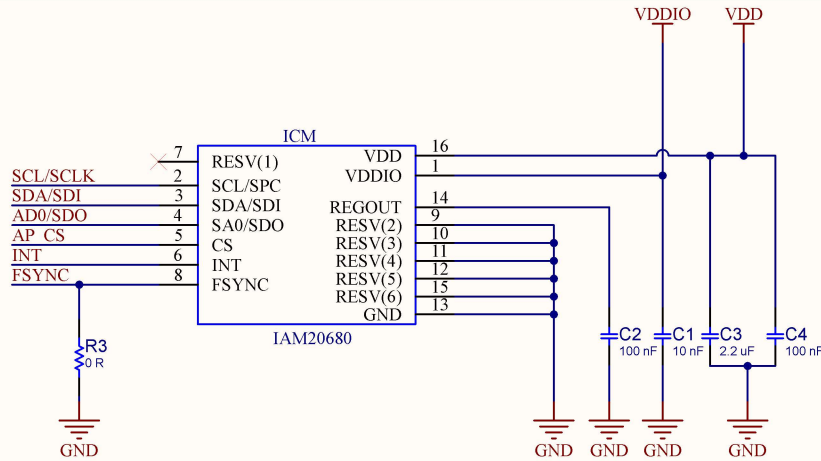 VDDIO VDD
ICM
7 RESV(1) VDD 16
SCL/SCLK 2 SCL/SPC VDDIO 1
SDA/SDI 3 SDA/SDI REGOUT 14
AD0/SDO 4 SA0/SDO RESV(2) 9
AP_CS 5 CS RESV(3) 10
INT 6 INT RESV(4) 11
FSYNC 8 FSYNC RESV(5) 12
RESV(6) 15
GND 13
IAM20680
R3
0 R
C2
100 nF
C1
10 nF
C3
2.2 uF
C4
100 nF
GND GND GND GND GND